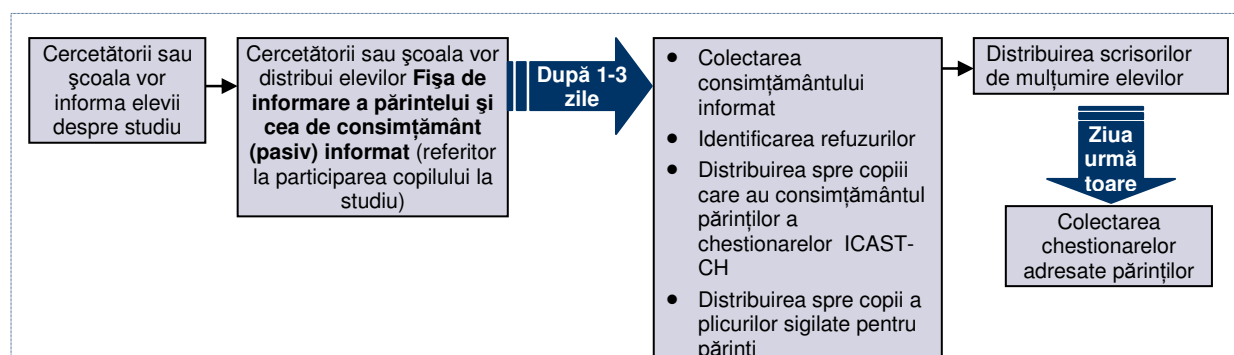 Cercetătorii sau
şcoala vor
informa elevii
despre studiu
Cercetătorii sau şcoala vor
distribui elevilor Fişa de
informare a părintelui şi
cea de consimțământ
(pasiv) informat (referitor
la participarea copilului la
studiu)
După 1-3
zile
• Colectarea
consimțământului
informat
• Identificarea refuzurilor
• Distribuirea spre copiii
care au consimțământul
părinților a
chestionarelor ICAST-
CH
• Distribuirea spre copii a
plicurilor sigilate pentru
părinți
Distribuirea scrisorilor
de mulțumire elevilor
Ziua
urmă
toare
Colectarea
chestionarelor
adresate părinților